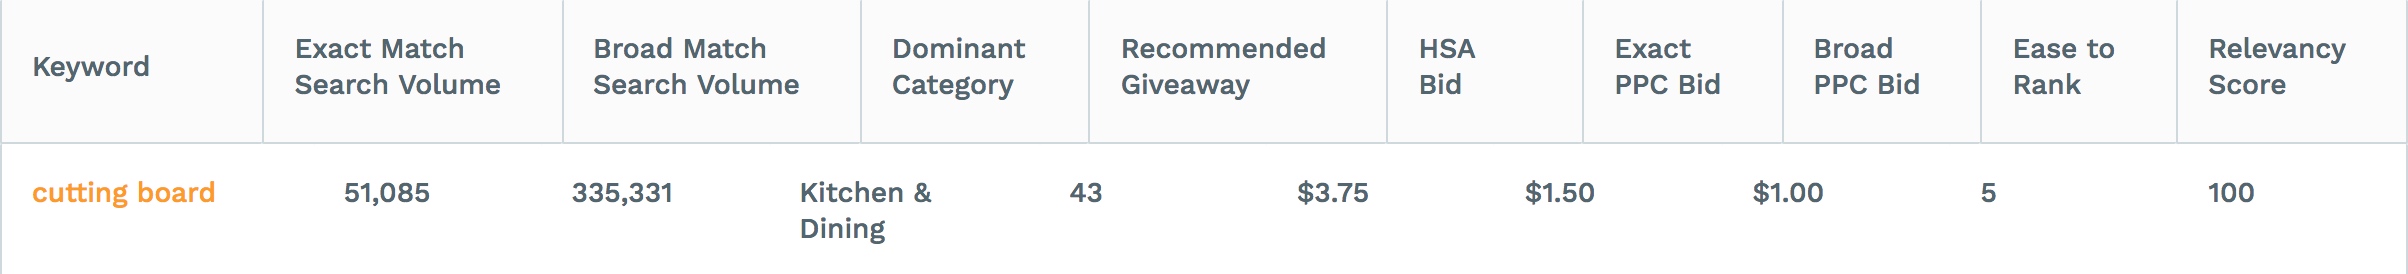 Keyword
Exact Match
Search Volume
Broad Match
Search Volume
Dominant
Category
Recommended
Giveaway
HSA
Bid
Exact
PPC Bid
Broad
PPC Bid
Ease to
Rank
Relevancy
Score
cutting board
51,085
335,331
Kitchen &
Dining
43
$3.75
$1.50
$1.00
5
100